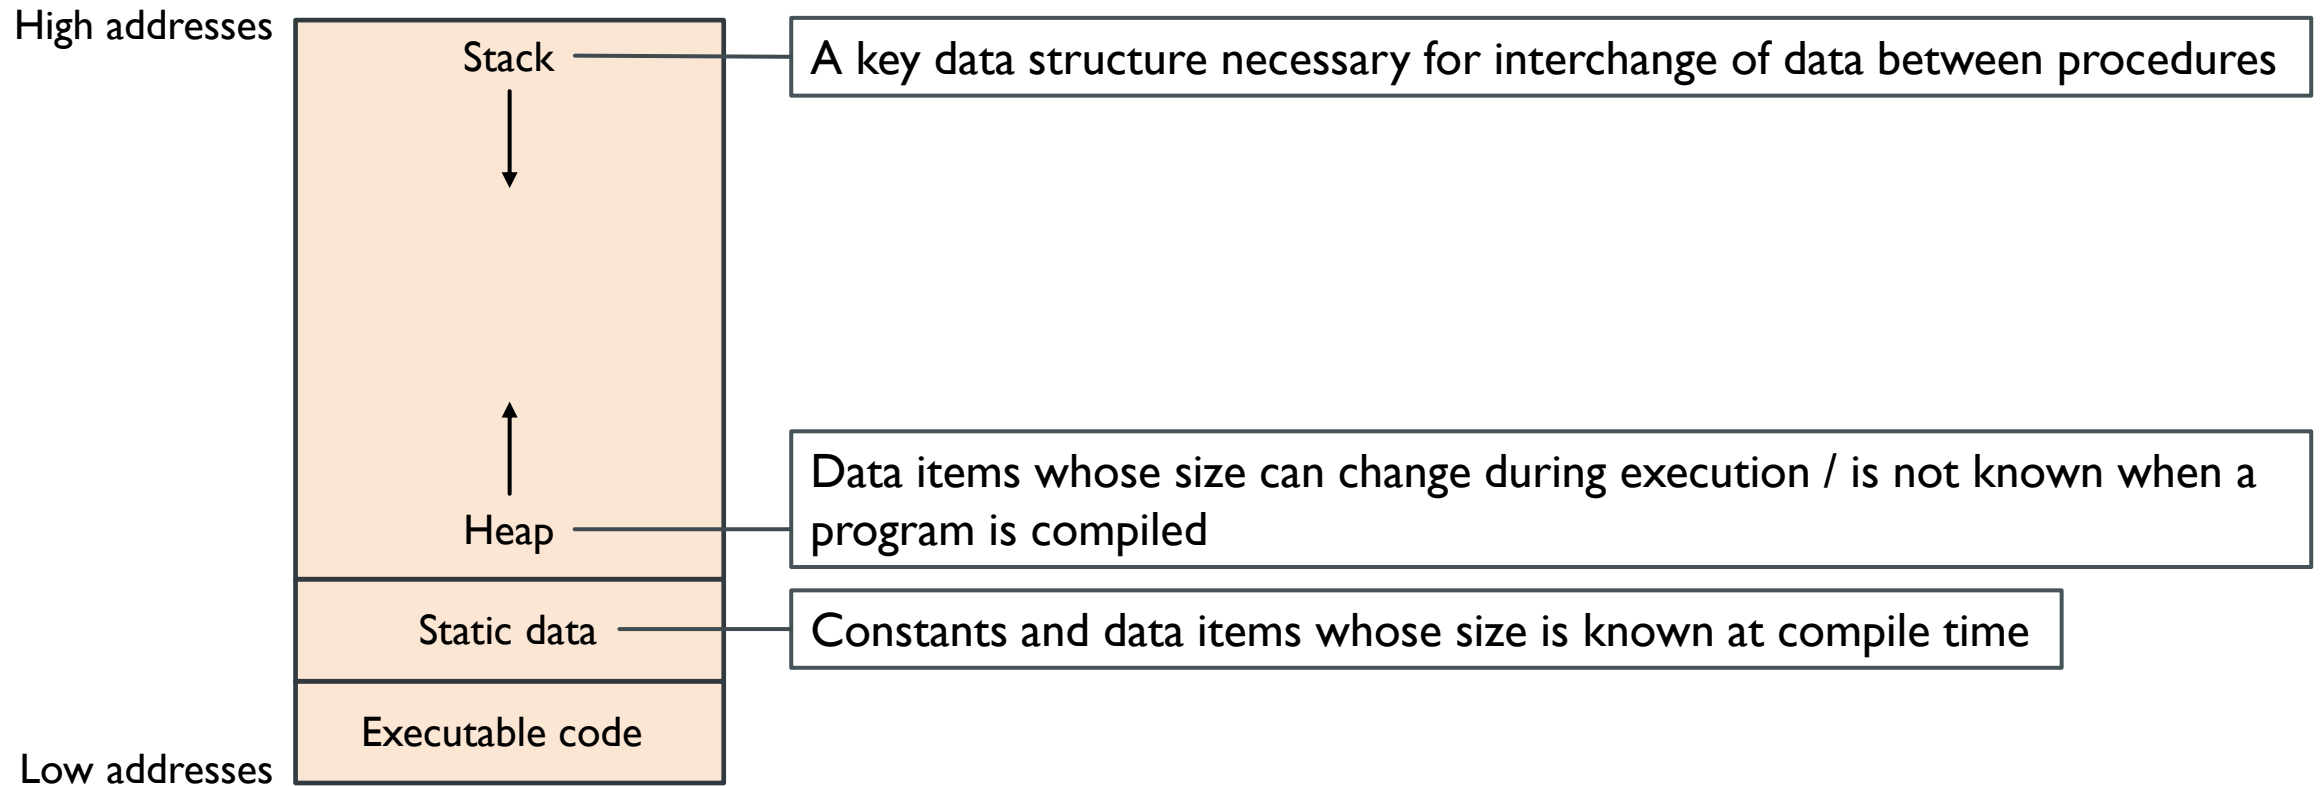 High addresses
Stack
A key data structure necessary for interchange of data between procedures
Data items whose size can change during execution / is not known when a
program is compiled
Heap
Static data
Constants and data items whose size is known at compile time
Executable code
Low addresses